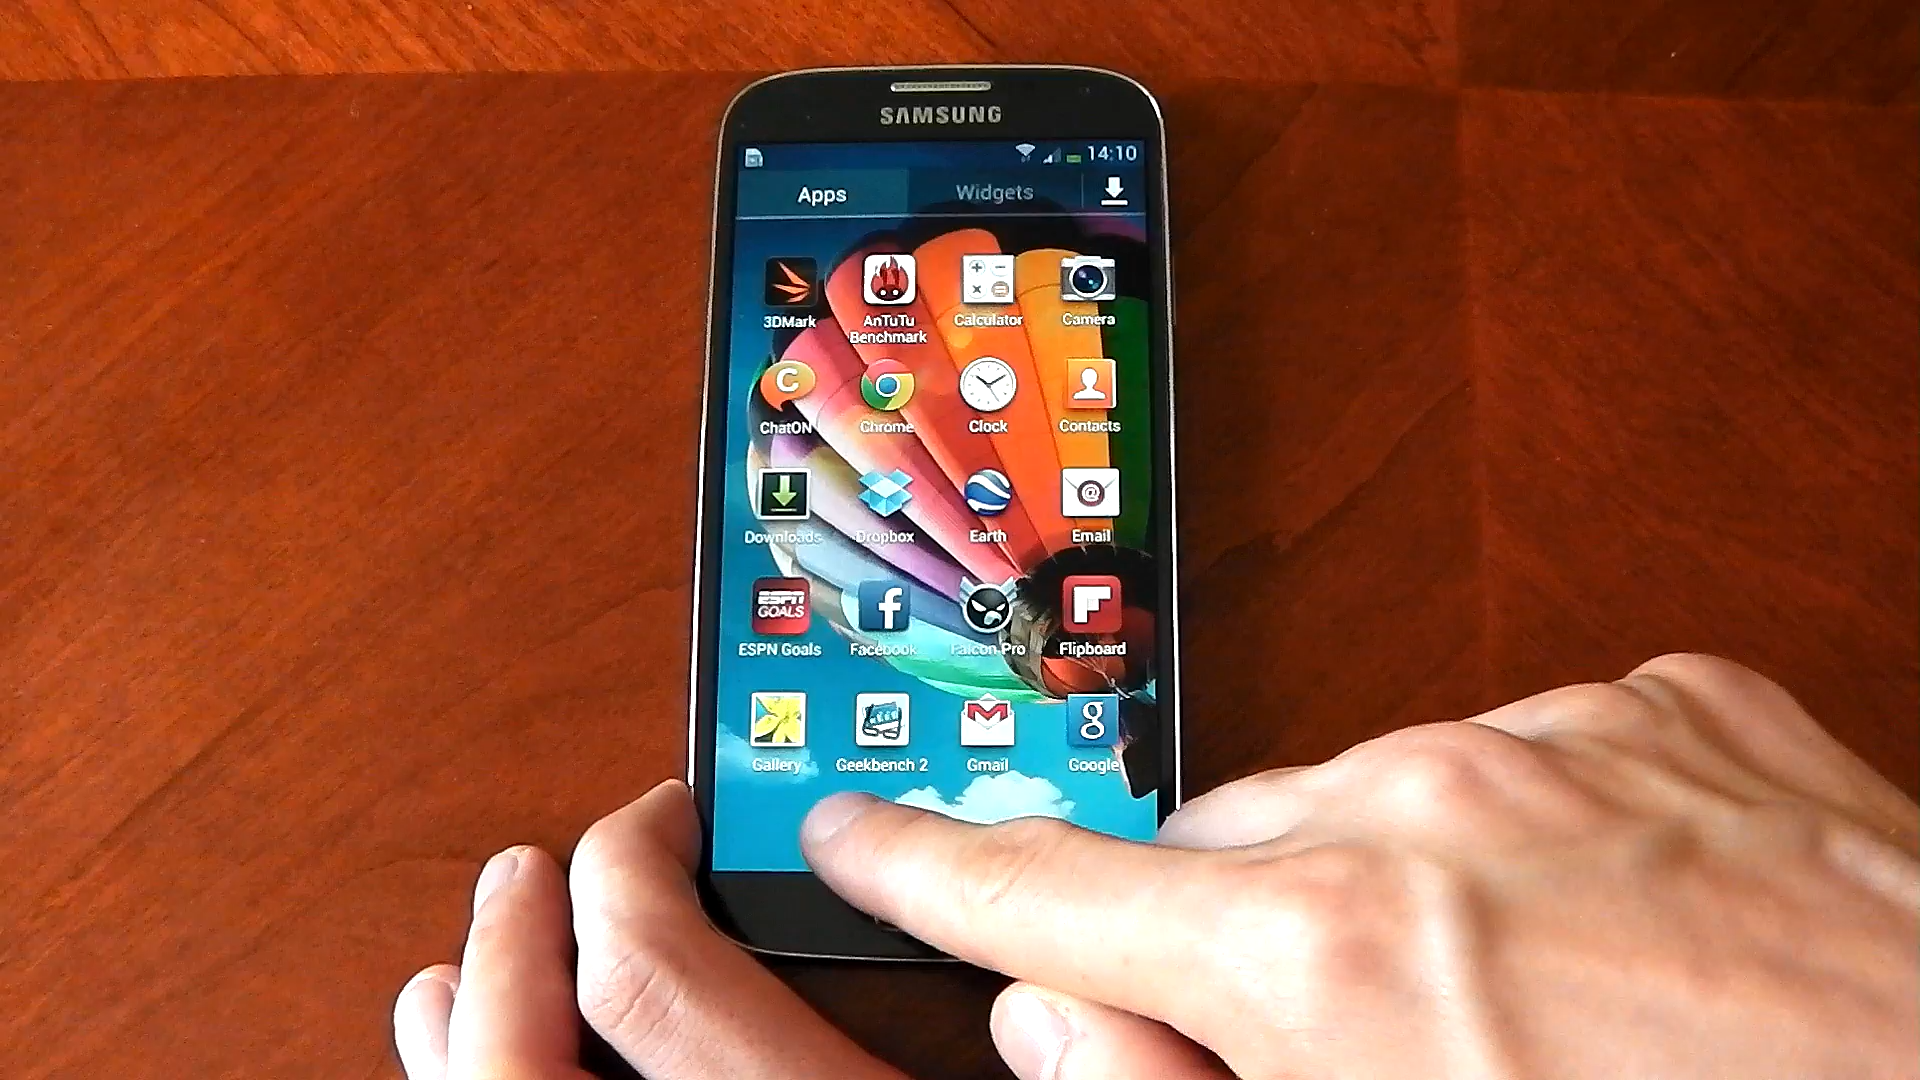 SAMSUNG
14:10
Apps Widgets
3DMark AnTuTu Benchmark Calculator Camera
C
ChatON Chrome Clock Contacts
@
Downloads Dropbox Earth Email
ESPN GOALS f F
ESPN Goals Facebook Falcon Pro Flipboard
M g
Gallery Geekbench 2 Gmail Google